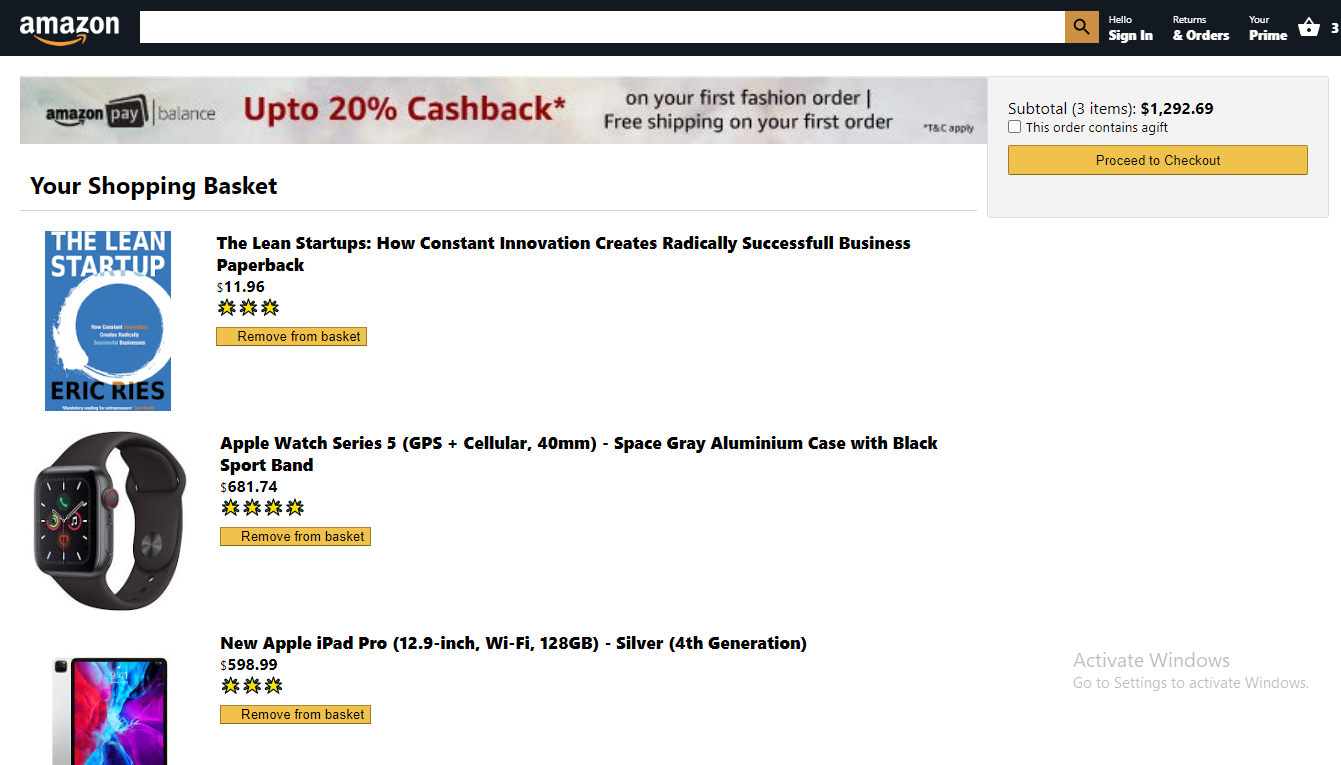 amazon
Hello
Sign In
Returns
& Orders
Your
Prime
3
amazon pay balance
Upto 20% Cashback*
on your first fashion order |
Free shipping on your first order
*T&C apply
Subtotal (3 items): $1,292.69
This order contains agift
Proceed to Checkout
Your Shopping Basket
THE LEAN
STARTUP
How Constant Innovation
Creates Radically
Successful Businesses
ERIC RIES
The Lean Startups: How Constant Innovation Creates Radically Successfull Business
Paperback
$11.96
Remove from basket
Apple Watch Series 5 (GPS + Cellular, 40mm) - Space Gray Aluminium Case with Black
Sport Band
$681.74
Remove from basket
New Apple iPad Pro (12.9-inch, Wi-Fi, 128GB) - Silver (4th Generation)
$598.99
Remove from basket
9:41
Activate Windows
Go to Settings to activate Windows.